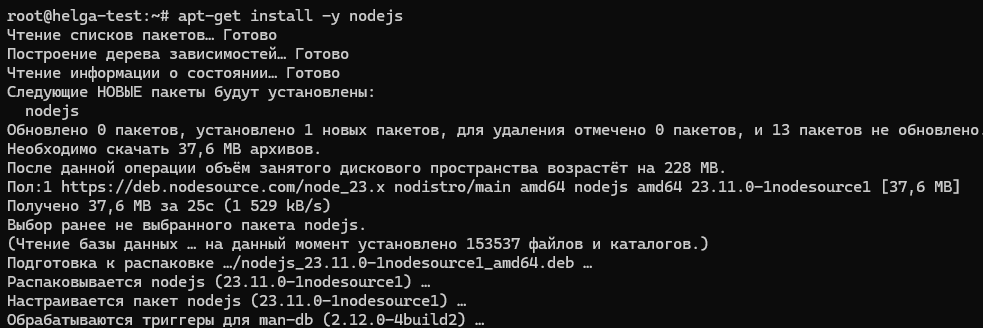 root@helga-test:~# apt-get install -y nodejs
Чтение списков пакетов… Готово
Построение дерева зависимостей… Готово
Чтение информации о состоянии… Готово
Следующие НОВЫЕ пакеты будут установлены:
  nodejs
Обновлено 0 пакетов, установлено 1 новых пакетов, для удаления отмечено 0 пакетов, и 13 пакетов не обновлено.
Необходимо скачать 37,6 MB архивов.
После данной операции объём занятого дискового пространства возрастёт на 228 MB.
Пол:1 https://deb.nodesource.com/node_23.x nodistro/main amd64 nodejs amd64 23.11.0-1nodesource1 [37,6 MB]
Получено 37,6 MB за 25с (1 529 kB/s)
Выбор ранее не выбранного пакета nodejs.
(Чтение базы данных … на данный момент установлено 153537 файлов и каталогов.)
Подготовка к распаковке …/nodejs_23.11.0-1nodesource1_amd64.deb …
Распаковывается nodejs (23.11.0-1nodesource1) …
Настраивается пакет nodejs (23.11.0-1nodesource1) …
Обрабатываются триггеры для man-db (2.12.0-4build2) …